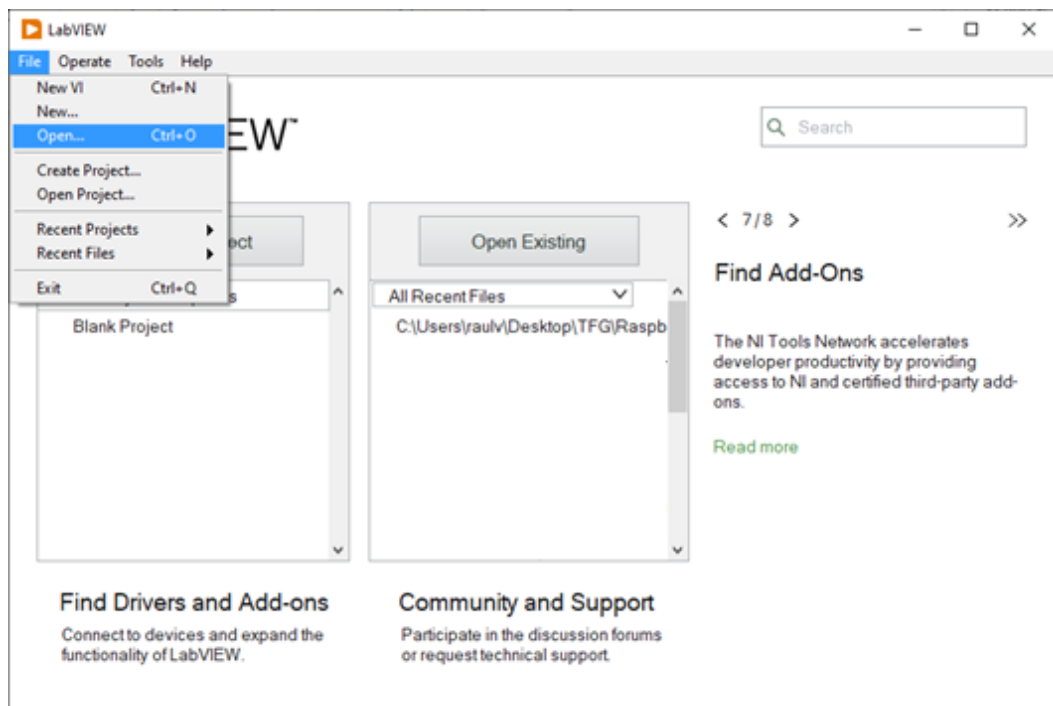 LabVIEW
File Operate Tools Help
New VI Ctrl+N
New...
Open... Ctrl+O
Create Project...
Open Project...
Recent Projects
Recent Files
Exit Ctrl+Q
EW™
Search
ect
Open Existing
< 7/8 > >>
Find Add-Ons
s
All Recent Files
Blank Project
C:\Users\raulv\Desktop\TFG\Raspb
The NI Tools Network accelerates
developer productivity by providing
access to NI and certified third-party add-
ons.
Read more
Find Drivers and Add-ons
Connect to devices and expand the
functionality of LabVIEW.
Community and Support
Participate in the discussion forums
or request technical support.